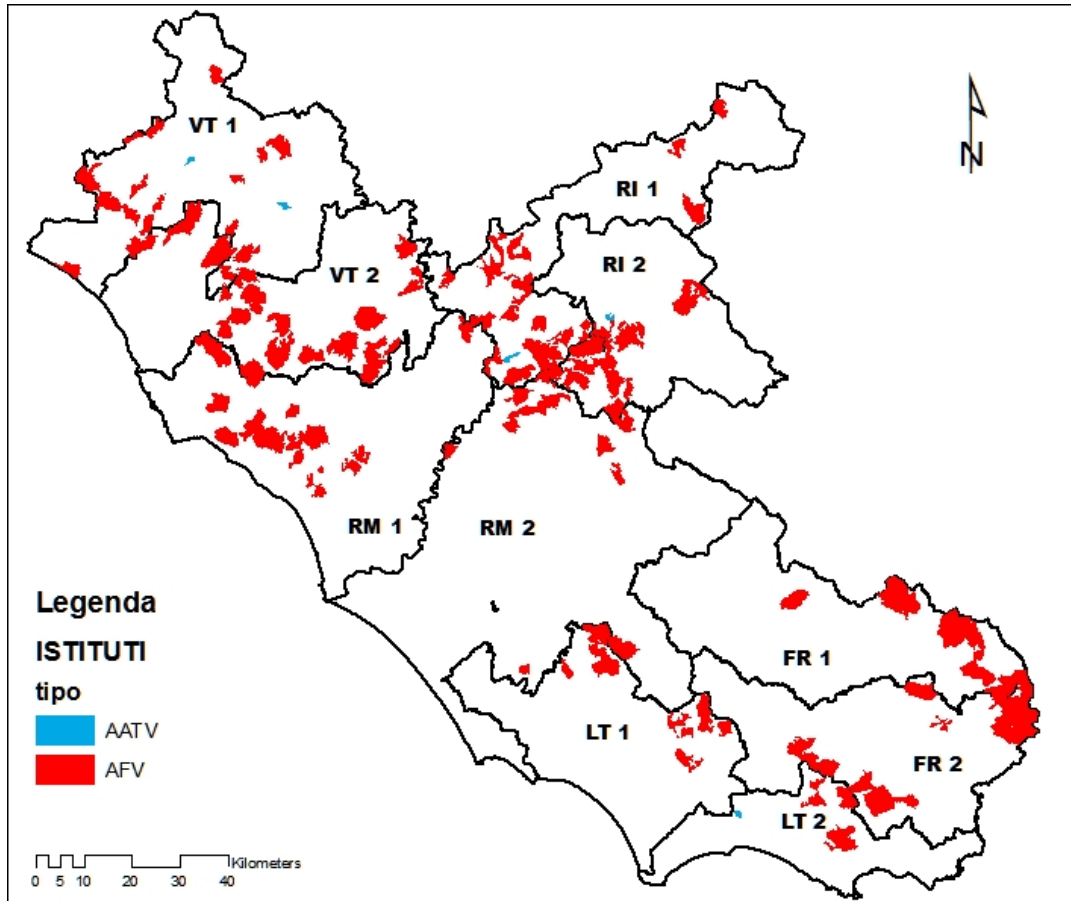 VT 1
RI 1
VT 2
RI 2
RM 1
RM 2
FR 1
LT 1
FR 2
LT 2
N
Legenda
ISTITUTI
tipo
AATV
AFV
Kilometers
0 5 10 20 30 40